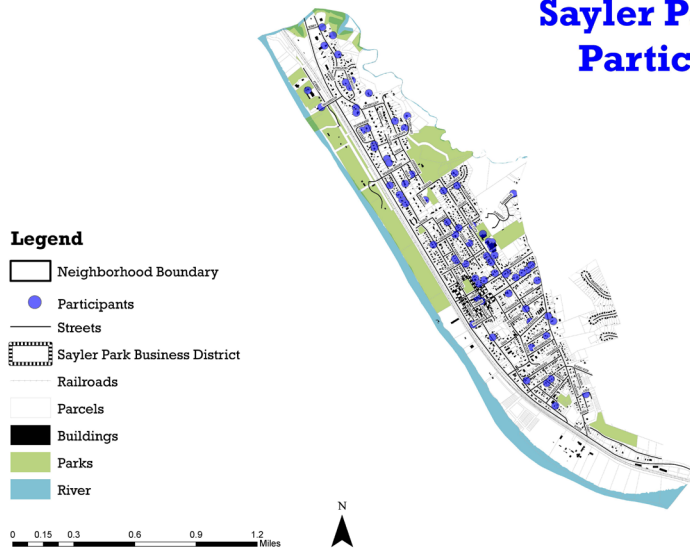 Sayler P
Partic
Legend
Neighborhood Boundary
Participants
Streets
Sayler Park Business District
Railroads
Parcels
Buildings
Parks
River
N
0 0.15 0.3 0.6 0.9 1.2
Miles